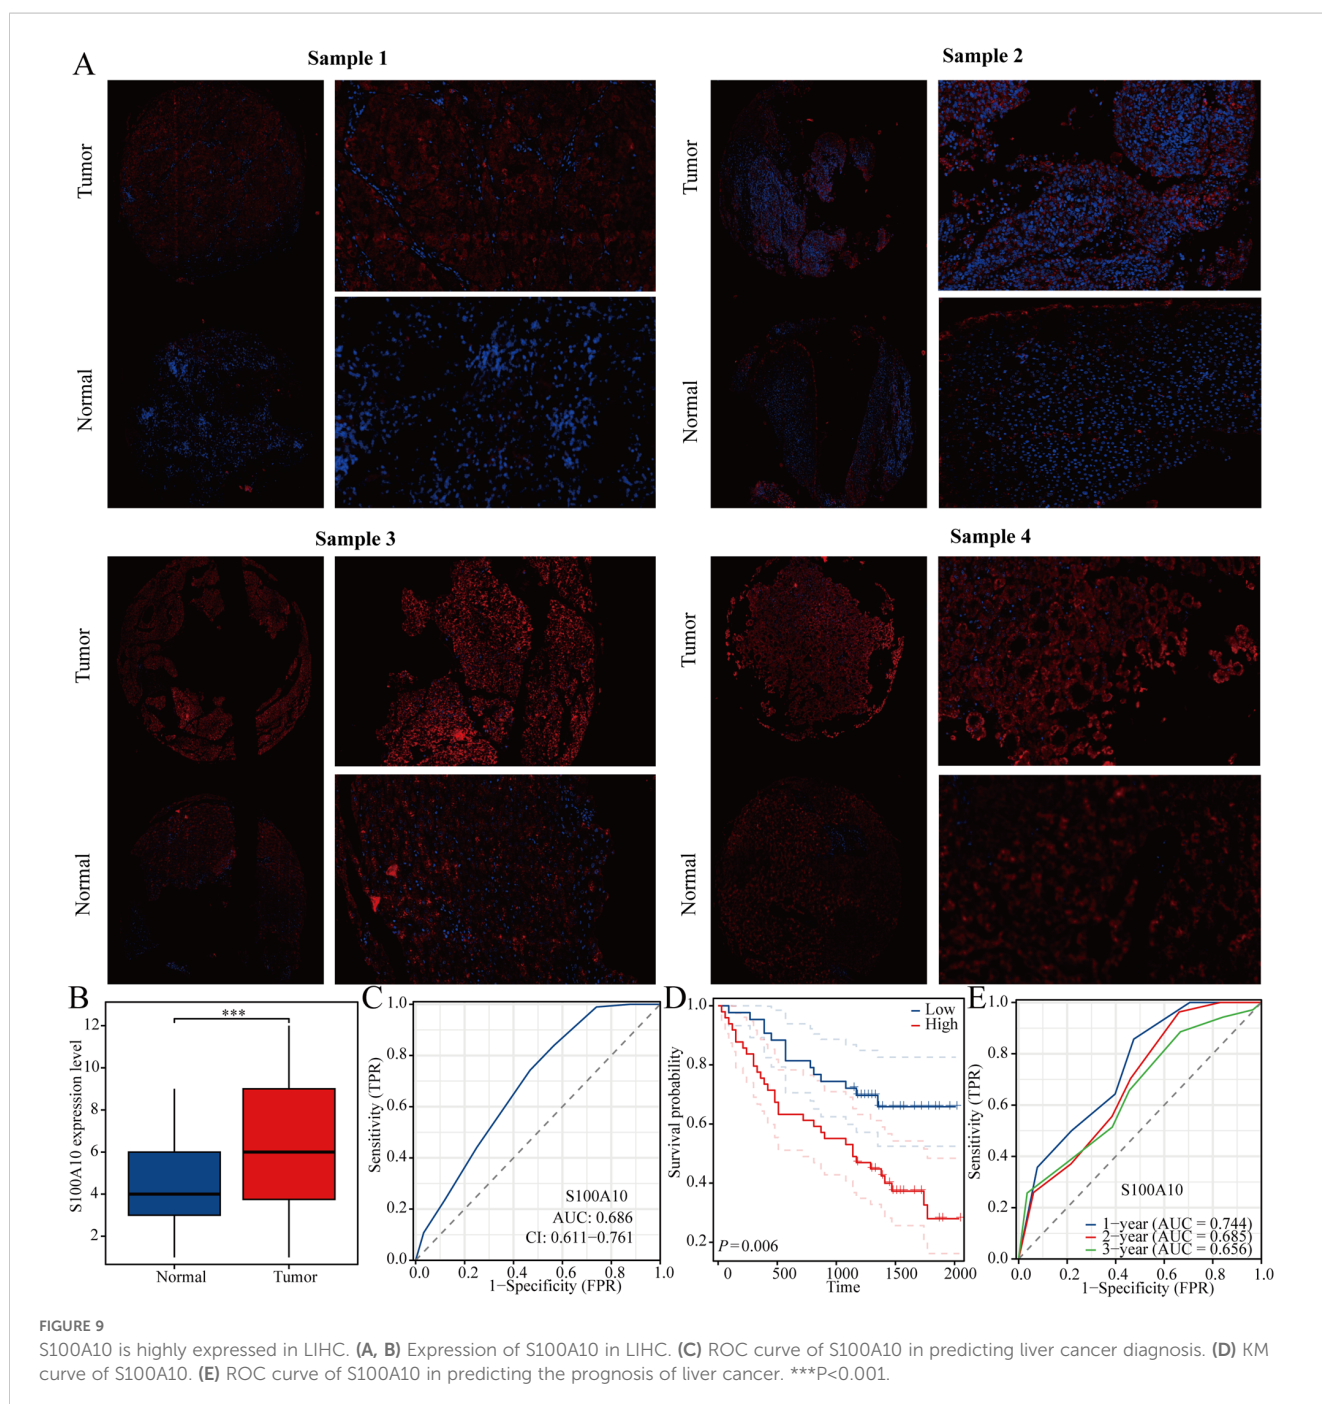 A
Sample 1
Sample 2
Tumor
Tumor
Normal
Normal
Sample 3
Sample 4
Tumor
Tumor
Normal
Normal
B
S100A10 expression level
12
10
8
6
4
2
***
Normal
Tumor
C
Sensitivity (TPR)
1.0
0.8
0.6
0.4
0.2
0.0
S100A10
AUC: 0.686
CI: 0.611−0.761
0.0 0.2 0.4 0.6 0.8 1.0
1−Specificity (FPR)
D
Survival probability
1.0
0.8
0.6
0.4
0.2
Low
High
P=0.006
0 500 1000 1500 2000
Time
E
Sensitivity (TPR)
1.0
0.8
0.6
0.4
0.2
0.0
S100A10
1−year (AUC = 0.744)
2−year (AUC = 0.685)
3−year (AUC = 0.656)
0.0 0.2 0.4 0.6 0.8 1.0
1−Specificity (FPR)
FIGURE 9
S100A10 is highly expressed in LIHC. (A, B) Expression of S100A10 in LIHC. (C) ROC curve of S100A10 in predicting liver cancer diagnosis. (D) KM
curve of S100A10. (E) ROC curve of S100A10 in predicting the prognosis of liver cancer. ***P<0.001.